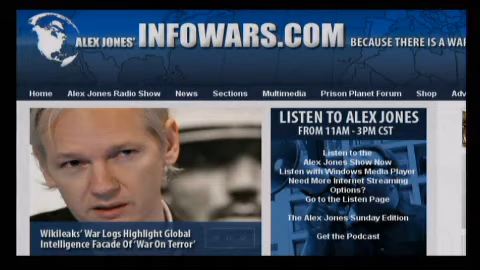 ALEX JONES' INFOWARS.COM BECAUSE THERE IS A WAR
Home Alex Jones Radio Show News Sections Multimedia Prison Planet Forum Shop Adv
LISTEN TO ALEX JONES
FROM 11AM - 3PM CST
Listen to the
Alex Jones Show Now
Listen with Windows Media Player
Need More Internet Streaming
Options?
Go to the Listen Page
The Alex Jones Sunday Edition
Get the Podcast
Wikileaks' War Logs Highlight Global
Intelligence Facade Of 'War On Terror'